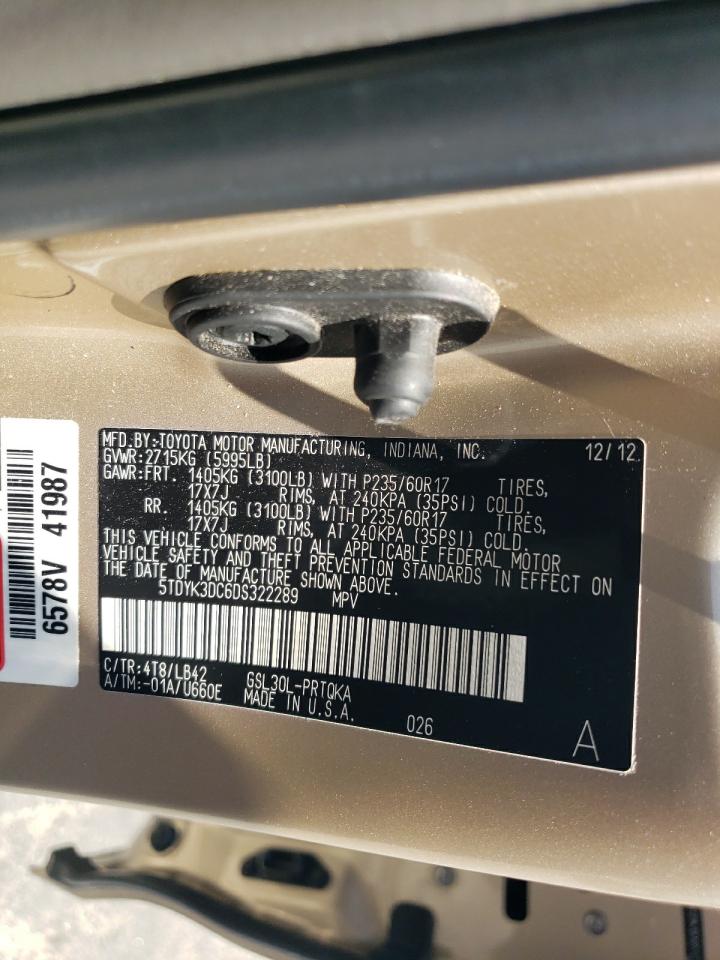 MFD.BY:TOYOTA MOTOR MANUFACTURING, INDIANA, INC. 12/12
GVWR:2715KG (5995LB)
GAWR:FRT. 1405KG (3100LB) WITH P235/60R17 TIRES,
17X7J RIMS, AT 240KPA (35PSI) COLD.
RR. 1405KG (3100LB) WITH P235/60R17 TIRES,
17X7J RIMS, AT 240KPA (35PSI) COLD.
THIS VEHICLE CONFORMS TO ALL APPLICABLE FEDERAL MOTOR
VEHICLE SAFETY AND THEFT PREVENTION STANDARDS IN EFFECT ON
THE DATE OF MANUFACTURE SHOWN ABOVE.
5TDYK3DC6DS322289 MPV
C/TR:4T8/LB42 GSL30L-PRTQKA
A/TM:-01A/U660E MADE IN U.S.A.
026 A
6578V 41987